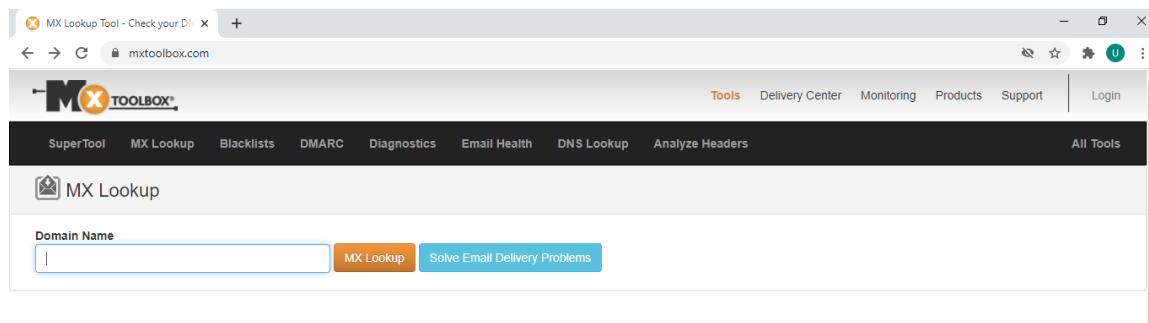 MX Lookup Tool - Check your D
mxtoolbox.com
U
MX TOOLBOX®
Tools Delivery Center Monitoring Products Support Login
SuperTool MX Lookup Blacklists DMARC Diagnostics Email Health DNS Lookup Analyze Headers All Tools
MX Lookup
Domain Name
MX Lookup Solve Email Delivery Problems